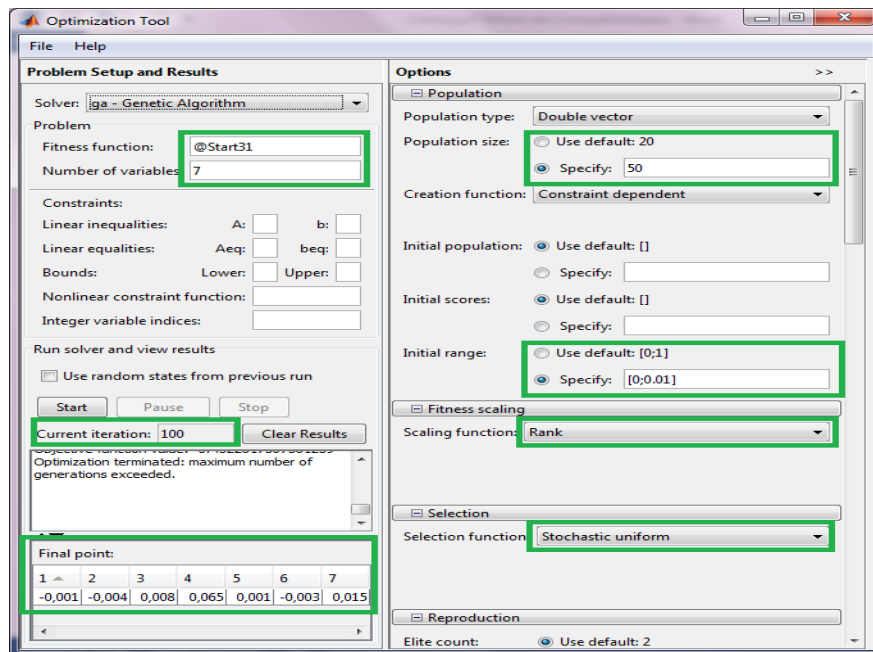 Optimization Tool
File Help
Problem Setup and Results
Solver: ga - Genetic Algorithm
Problem
Fitness function: @Start31
Number of variables 7
Constraints:
Linear inequalities: A: b:
Linear equalities: Aeq: beq:
Bounds: Lower: Upper:
Nonlinear constraint function:
Integer variable indices:
Run solver and view results
Use random states from previous run
Start Pause Stop
Current iteration: 100 Clear Results
Optimization terminated: maximum number of
generations exceeded.
Final point:
1 2 3 4 5 6 7
-0,001 -0,004 0,008 0,065 0,001 -0,003 0,015
Options >>
Population
Population type: Double vector
Population size: Use default: 20
Specify: 50
Creation function: Constraint dependent
Initial population: Use default: []
Specify:
Initial scores: Use default: []
Specify:
Initial range: Use default: [0;1]
Specify: [0;0.01]
Fitness scaling
Scaling function: Rank
Selection
Selection function Stochastic uniform
Reproduction
Elite count: Use default: 2